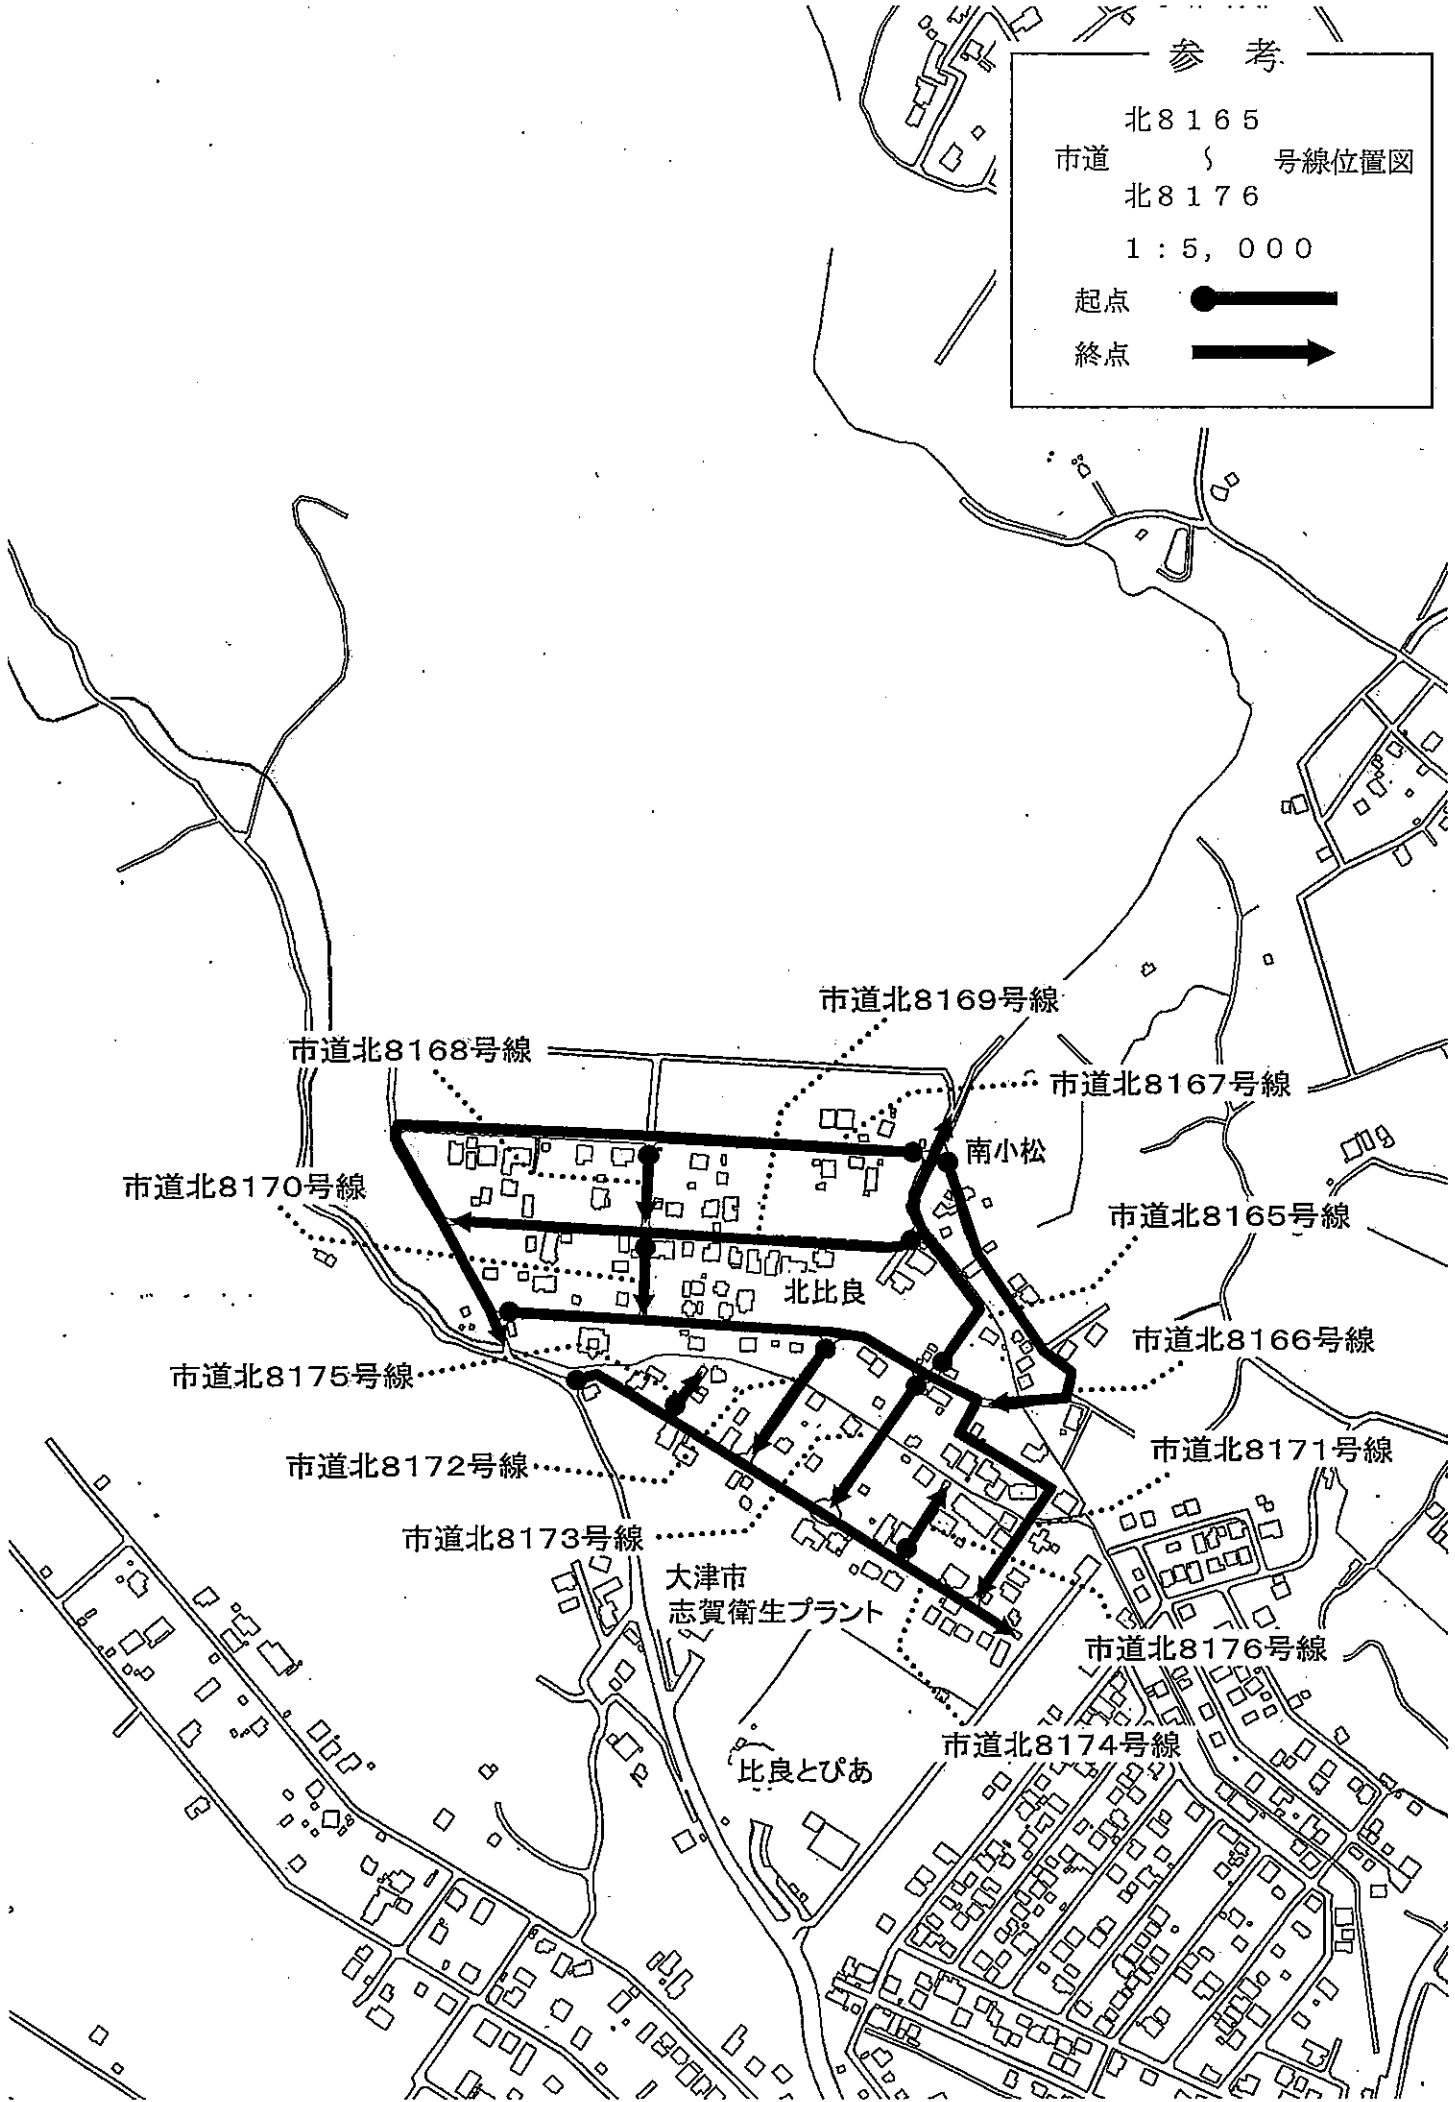 参考
北8165
市道 ~ 号線位置図
北8176
1:5,000
起点
終点
市道北8169号線
市道北8168号線
市道北8167号線
南小松
市道北8170号線
市道北8165号線
北比良
市道北8166号線
市道北8175号線
市道北8171号線
市道北8172号線
市道北8173号線
大津市
志賀衛生プラント
市道北8176号線
市道北8174号線
比良とぴあ